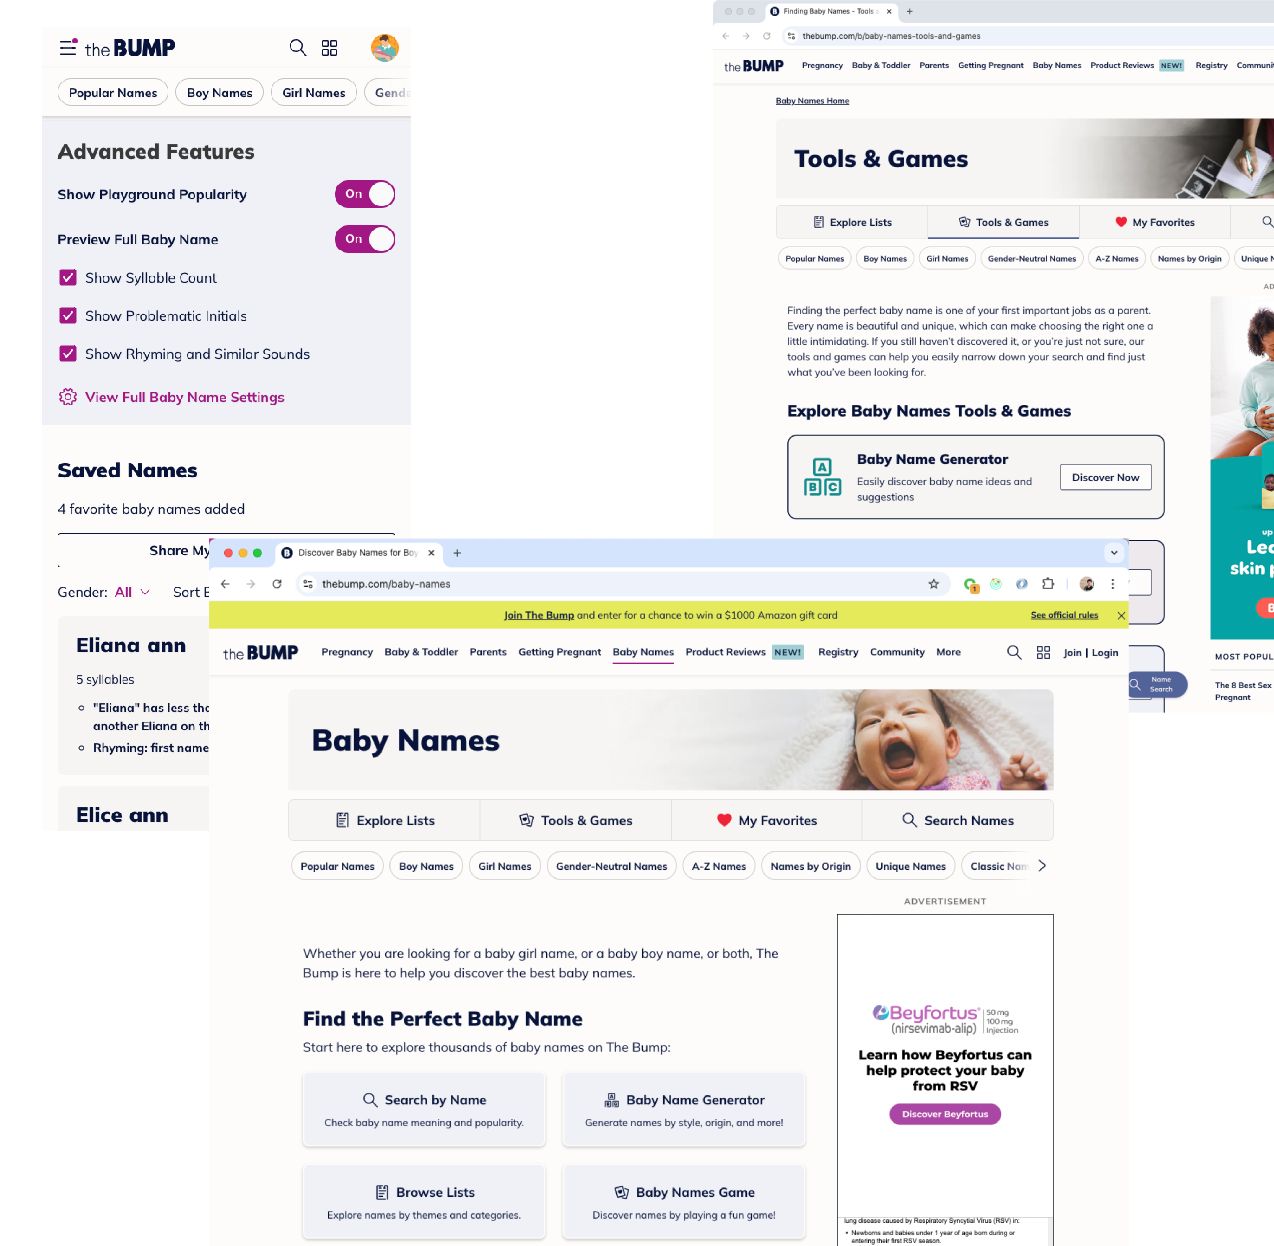 the BUMP
Popular Names
Boy Names
Girl Names
Gend
Advanced Features
Show Playground Popularity
On
Preview Full Baby Name
On
Show Syllable Count
Show Problematic Initials
Show Rhyming and Similar Sounds
View Full Baby Name Settings
Saved Names
4 favorite baby names added
Share My
Gender: All
Sort B
Eliana ann
5 syllables
"Eliana" has less tha
another Eliana on th
Rhyming: first name
Elice ann
Finding Baby Names - Tools
thebump.com/b/baby-names-tools-and-games
the BUMP
Pregnancy
Baby & Toddler
Parents
Getting Pregnant
Baby Names
Product Reviews
NEW!
Registry
Commun
Baby Names Home
Tools & Games
Explore Lists
Tools & Games
My Favorites
Popular Names
Boy Names
Girl Names
Gender-Neutral Names
A-Z Names
Names by Origin
Unique N
AD
Finding the perfect baby name is one of your first important jobs as a parent.
Every name is beautiful and unique, which can make choosing the right one a
little intimidating. If you still haven't discovered it, or you're just not sure, our
tools and games can help you easily narrow down your search and find just
what you've been looking for.
Explore Baby Names Tools & Games
Baby Name Generator
Easily discover baby name ideas and
suggestions
Discover Now
A
B C
up
Lea
skin p
MOST POPUL
The 8 Best Sex
Pregnant
Name
Search
Discover Baby Names for Boy
thebump.com/baby-names
1
Join The Bump and enter for a chance to win a $1000 Amazon gift card
See official rules
the BUMP
Pregnancy
Baby & Toddler
Parents
Getting Pregnant
Baby Names
Product Reviews
NEW!
Registry
Community
More
Join | Login
Baby Names
Explore Lists
Tools & Games
My Favorites
Search Names
Popular Names
Boy Names
Girl Names
Gender-Neutral Names
A-Z Names
Names by Origin
Unique Names
Classic Nam
ADVERTISEMENT
Whether you are looking for a baby girl name, or a baby boy name, or both, The
Bump is here to help you discover the best baby names.
Find the Perfect Baby Name
Start here to explore thousands of baby names on The Bump:
Search by Name
Check baby name meaning and popularity.
Baby Name Generator
Generate names by style, origin, and more!
Browse Lists
Explore names by themes and categories.
Baby Names Game
Discover names by playing a fun game!
Beyfortus
(nirsevimab-alip)
50 mg
100 mg
Injection
Learn how Beyfortus can
help protect your baby
from RSV
Discover Beyfortus
lung disease caused by Respiratory Syncytial Virus (RSV) in:
Newborns and babies under 1 year of age born during or
entering their first RSV season.